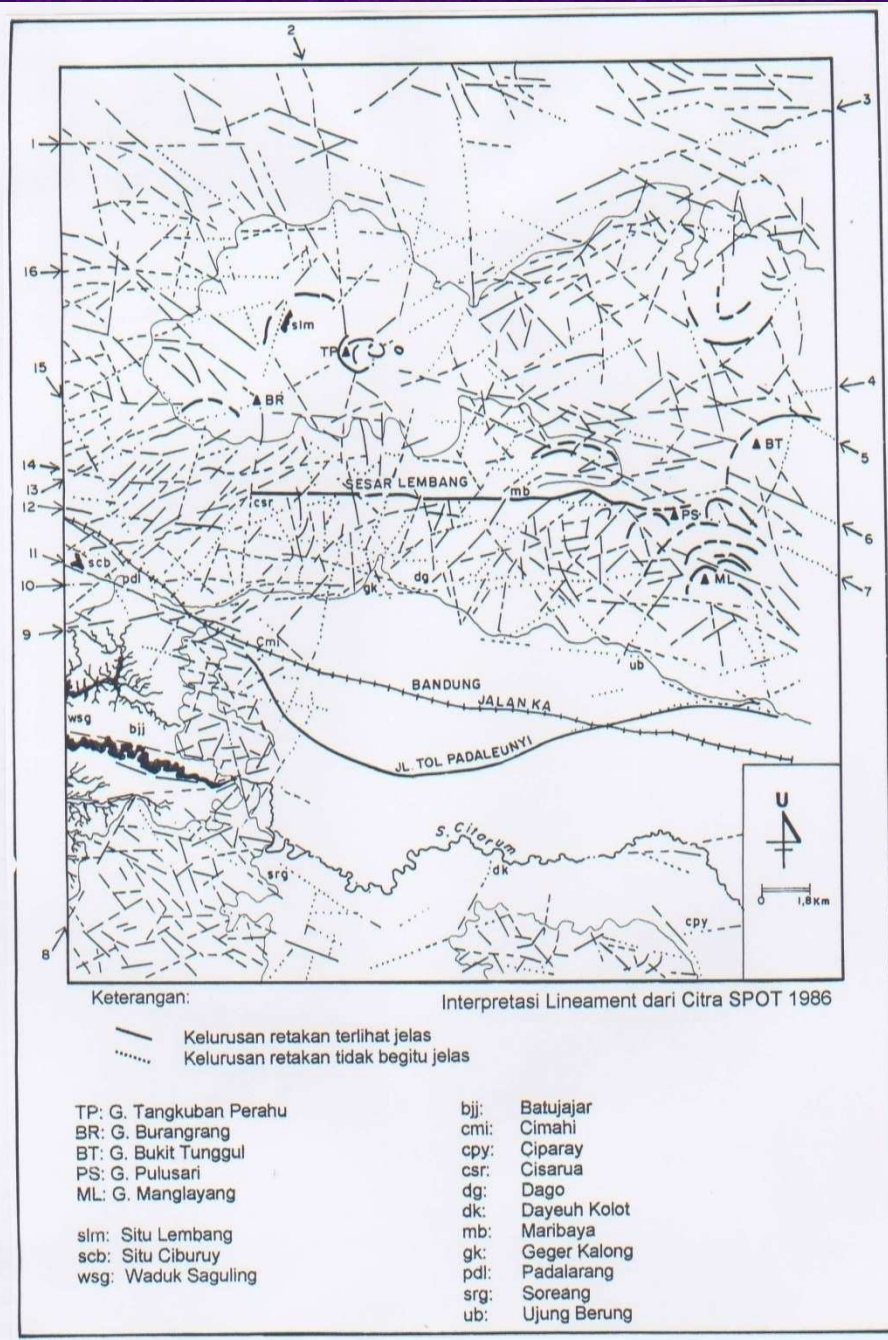 2
1
3
16
slm
TP
15
BR
4
BT
5
14
SESAR LEMBANG
13
csr
mb
PS
12
6
11
scb
pdl
dg
gk
ML
10
7
9
Cmi
ub
BANDUNG
JALAN KA
wsg
bjj
JL. TOL PADALEUNYI
U
S. Citarum
srg
dk
0 1,8Km
cpy
8
Keterangan:
Interpretasi Lineament dari Citra SPOT 1986
Kelurusan retakan terlihat jelas
Kelurusan retakan tidak begitu jelas
TP: G. Tangkuban Perahu
BR: G. Burangrang
BT: G. Bukit Tunggul
PS: G. Pulusari
ML: G. Manglayang
slm: Situ Lembang
scb: Situ Ciburuy
wsg: Waduk Saguling
bjj: Batujajar
cmi: Cimahi
cpy: Ciparay
csr: Cisarua
dg: Dago
dk: Dayeuh Kolot
mb: Maribaya
gk: Geger Kalong
pdl: Padalarang
srg: Soreang
ub: Ujung Berung